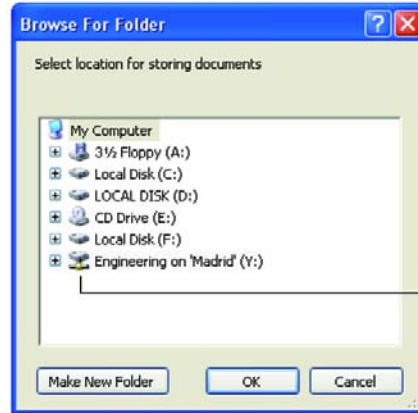 Browse For Folder
Select location for storing documents
My Computer
3½ Floppy (A:)
Local Disk (C:)
LOCAL DISK (D:)
CD Drive (E:)
Local Disk (F:)
Engineering on 'Madrid' (Y:)
Make New Folder
OK
Cancel